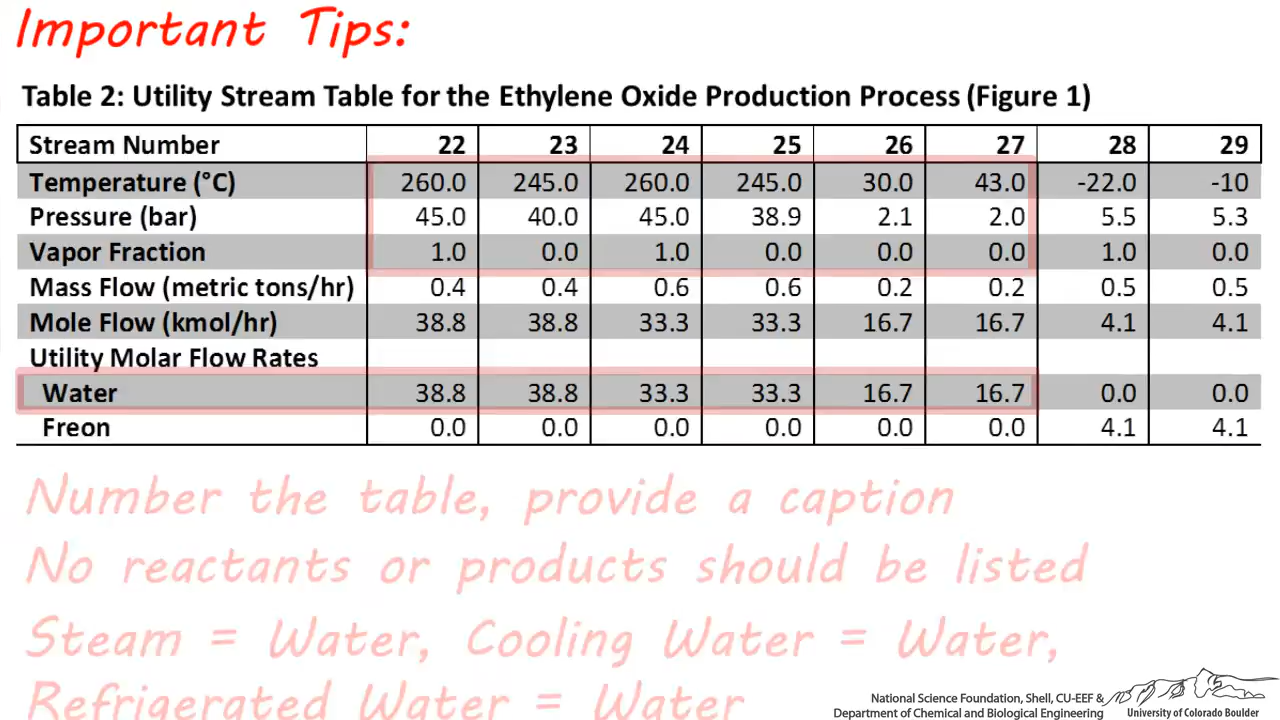 Important Tips:
Table 2: Utility Stream Table for the Ethylene Oxide Production Process (Figure 1)
Stream Number 22 23 24 25 26 27 28 29
Temperature (°C) 260.0 245.0 260.0 245.0 30.0 43.0 -22.0 -10
Pressure (bar) 45.0 40.0 45.0 38.9 2.1 2.0 5.5 5.3
Vapor Fraction 1.0 0.0 1.0 0.0 0.0 0.0 1.0 0.0
Mass Flow (metric tons/hr) 0.4 0.4 0.6 0.6 0.2 0.2 0.5 0.5
Mole Flow (kmol/hr) 38.8 38.8 33.3 33.3 16.7 16.7 4.1 4.1
Utility Molar Flow Rates
Water 38.8 38.8 33.3 33.3 16.7 16.7 0.0 0.0
Freon 0.0 0.0 0.0 0.0 0.0 0.0 4.1 4.1
Number the table, provide a caption
No reactants or products should be listed
Steam = Water, Cooling Water = Water,
Refrigerated Water = Water
National Science Foundation, Shell, CU-EEF &
Department of Chemical and Biological Engineering
University of Colorado Boulder